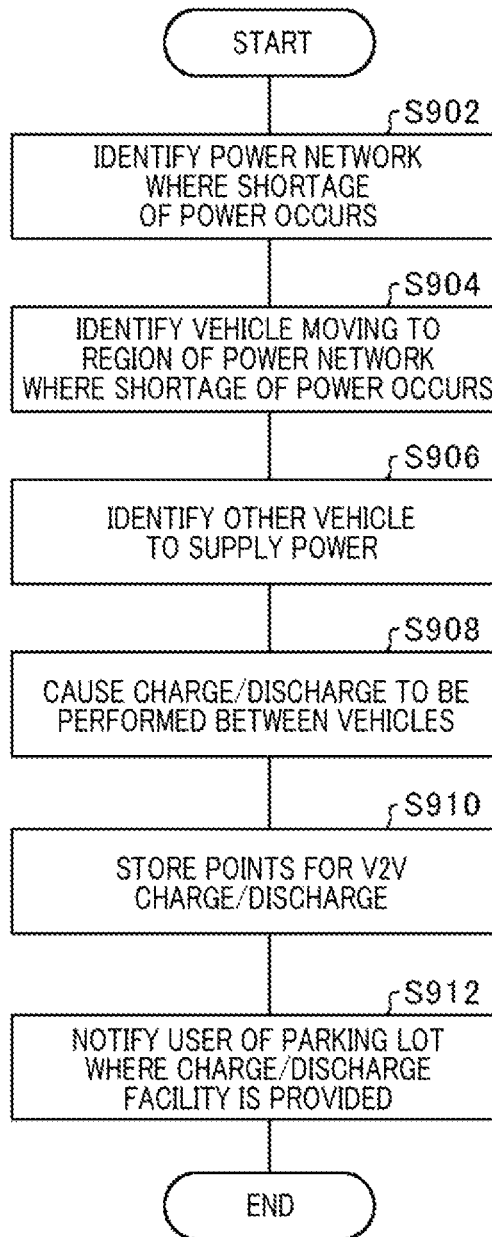 START
S902
IDENTIFY POWER NETWORK
WHERE SHORTAGE
OF POWER OCCURS
S904
IDENTIFY VEHICLE MOVING TO
REGION OF POWER NETWORK
WHERE SHORTAGE OF POWER OCCURS
S906
IDENTIFY OTHER VEHICLE
TO SUPPLY POWER
S908
CAUSE CHARGE/DISCHARGE TO BE
PERFORMED BETWEEN VEHICLES
S910
STORE POINTS FOR V2V
CHARGE/DISCHARGE
S912
NOTIFY USER OF PARKING LOT
WHERE CHARGE/DISCHARGE
FACILITY IS PROVIDED
END